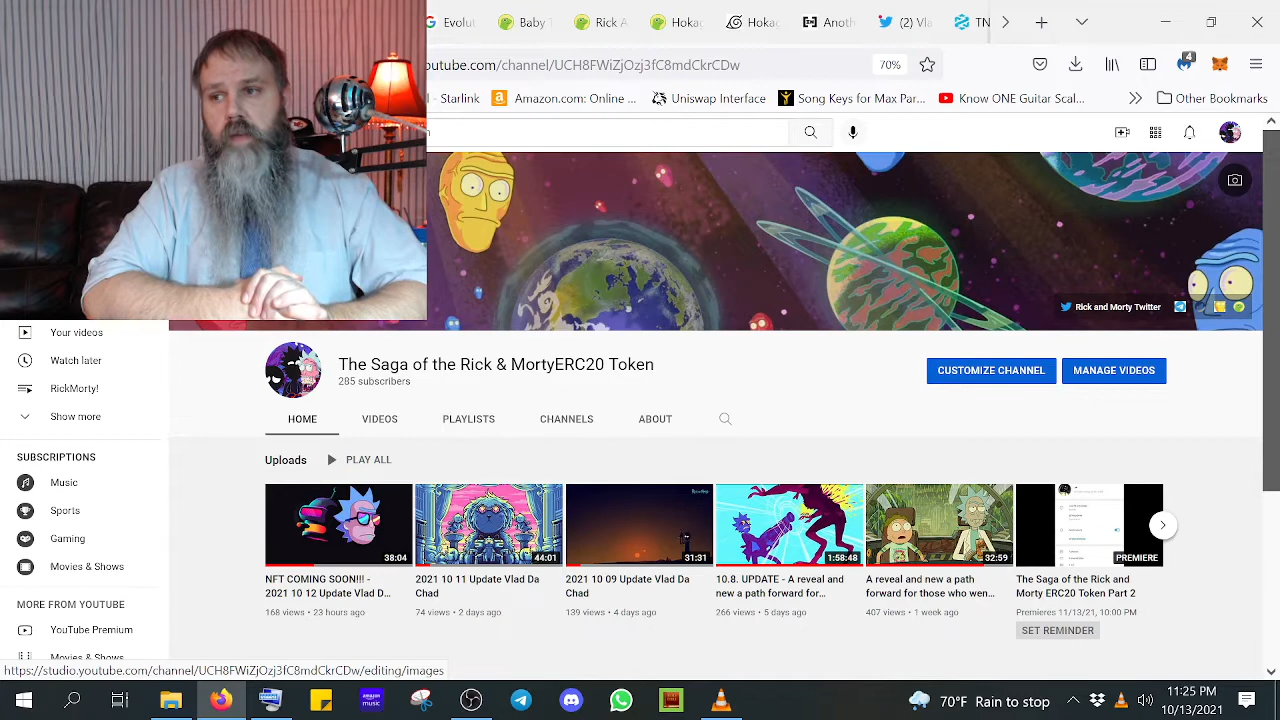 Evolut
Body T
Rick A
Hokag
Hokag
Anoth
(2) Vla
TN
outube.com/channel/UCH8FWiZjOzj3fC8mdCkrCDw
70%
4
- Starlink
Amazon.com: Online ...
Uniswap Interface
ng Keys for Max Par...
Know ONE Guitar Scal...
Other Bookmarks
Rick and Morty Twitter
Your videos
Watch later
RickMorty!
Show more
SUBSCRIPTIONS
Music
Sports
Gaming
Movies & Shows
MORE FROM YOUTUBE
YouTube Premium
Movies & Shows
The Saga of the Rick & MortyERC20 Token
285 subscribers
CUSTOMIZE CHANNEL
MANAGE VIDEOS
HOME
VIDEOS
PLAYLISTS
CHANNELS
ABOUT
Uploads
PLAY ALL
38:04
31:31
1:58:48
32:59
PREMIERE
NFT COMING SOON!!! -
2021 10 12 Update Vlad D...
168 views • 23 hours ago
2021 10 11 Update Vlad Da
Chad
74 views • 2 days ago
2021 10 09 Update Vlad Da
Chad
139 views • 4 days ago
10.8. UPDATE - A reveal and
new a path forward for...
266 views • 5 days ago
A reveal and new a path
forward for those who wen...
407 views • 1 week ago
The Saga of the Rick and
Morty ERC20 Token Part 2
Premieres 11/13/21, 10:00 PM
SET REMINDER
https://studio.youtube.com/channel/UCH8FWiZjOzj3fC8mdCkrCDw/editing/images
70°F Rain to stop
11:25 PM
10/13/2021